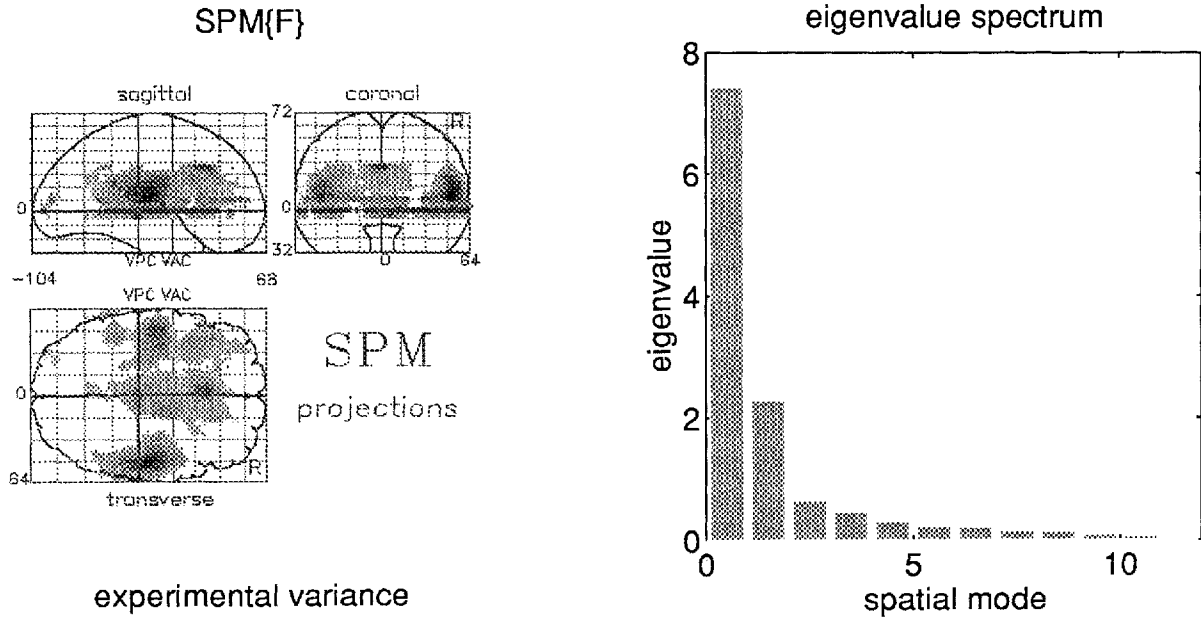 SPM{F}
sagittal
coronal
72
R
0
0
32
VPC VAC
0
64
-104
68
VPC VAC
0
64
R
transverse
SPM
projections
experimental variance
eigenvalue spectrum
8
6
4
2
0
eigenvalue
0
5
10
spatial mode